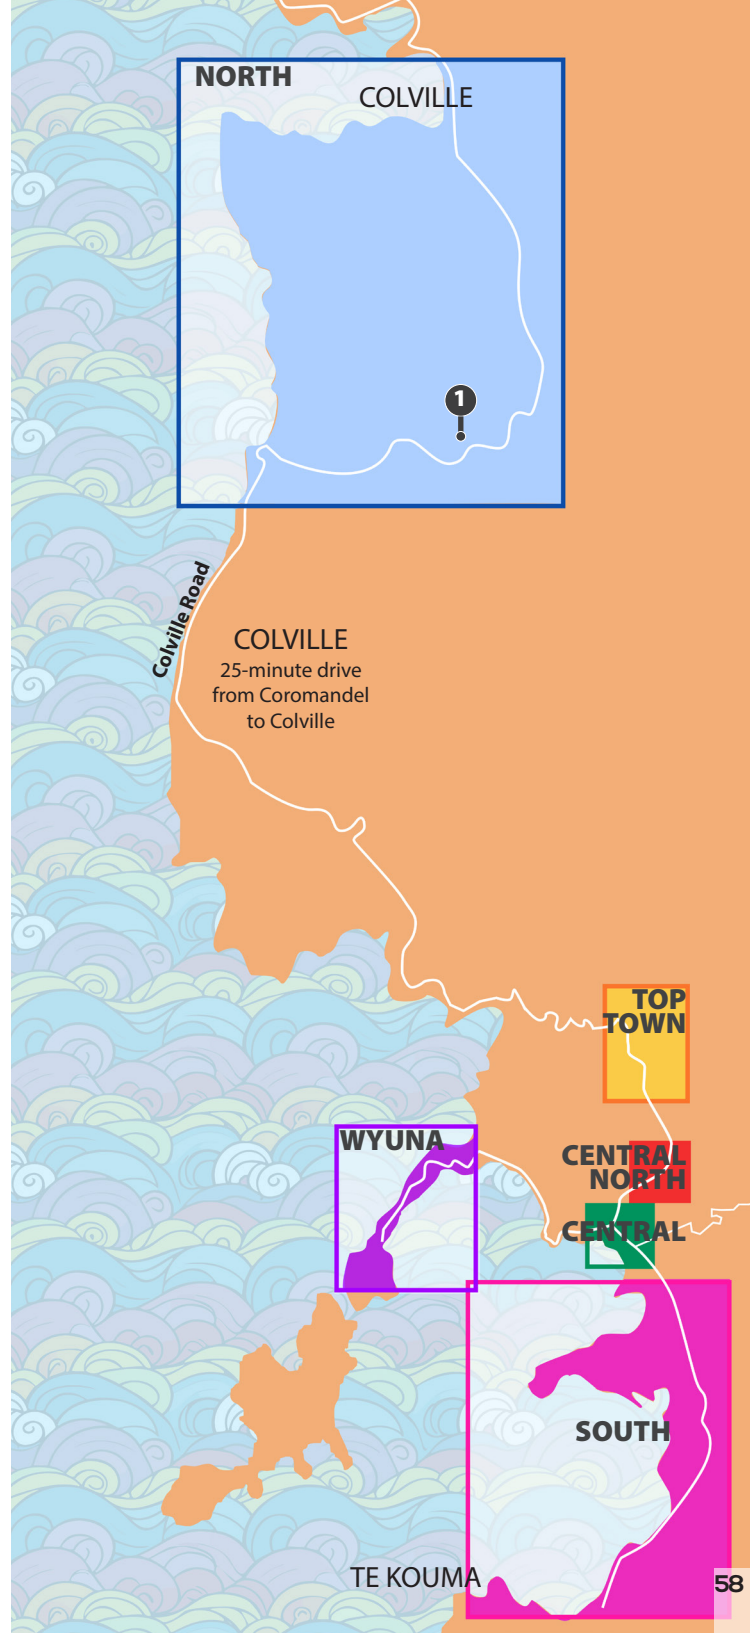 NORTH
COLVILLE
1
Colville Road
COLVILLE
25-minute drive
from Coromandel
to Colville
TOP
TOWN
WYUNA
CENTRAL
NORTH
CENTRAL
SOUTH
TE KOUMA
58